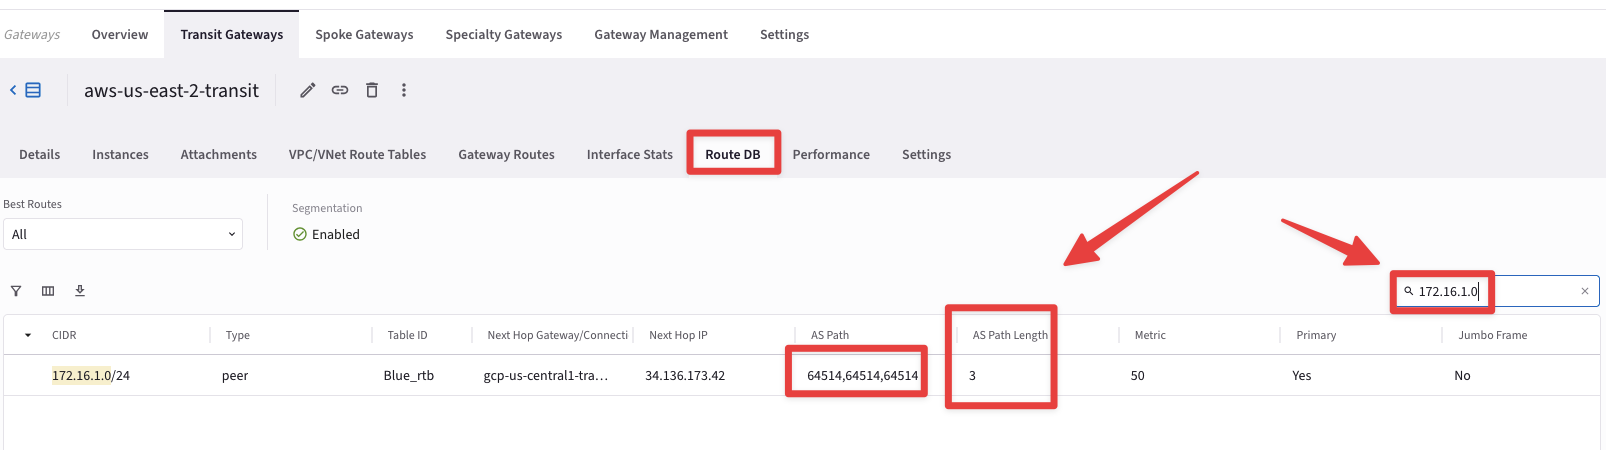 Gateways Overview Transit Gateways Spoke Gateways Specialty Gateways Gateway Management Settings
aws-us-east-2-transit
Details Instances Attachments VPC/VNet Route Tables Gateway Routes Interface Stats Route DB Performance Settings
Best Routes Segmentation
All Enabled
172.16.1.0
CIDR Type Table ID Next Hop Gateway/Connecti Next Hop IP AS Path AS Path Length Metric Primary Jumbo Frame
172.16.1.0/24 peer Blue_rtb gcp-us-central1-tra... 34.136.173.42 64514,64514,64514 3 50 Yes No